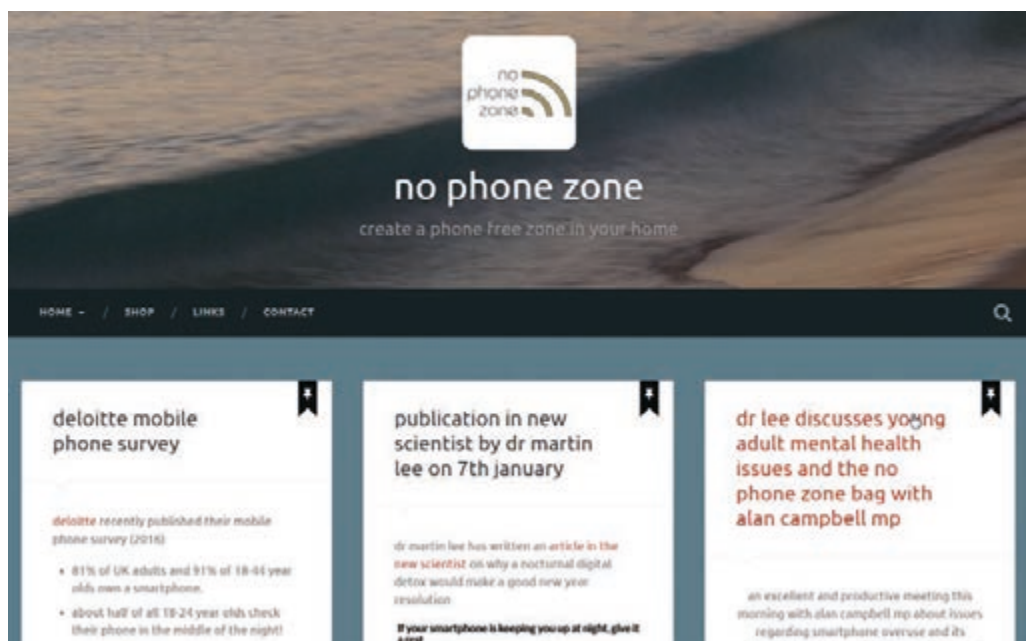 no
phone
zone
no phone zone
create a phone free zone in your home
HOME / SHOP / LINKS / CONTACT
deloitte mobile
phone survey
deloitte recently published their mobile
phone survey (2016)
• 81% of UK adults and 91% of 18-44 year
olds own a smartphone.
• about half of all 18-24 year olds check
their phone in the middle of the night!
publication in new
scientist by dr martin
lee on 7th january
dr martin lee has written an article in the
new scientist on why a nocturnal digital
detox would make a good new year
resolution
If your smartphone is keeping you up at night, give it
dr lee discusses young
adult mental health
issues and the no
phone zone bag with
alan campbell mp
an excellent and productive meeting this
morning with alan campbell mp about issues
regarding smartphone overuse and its